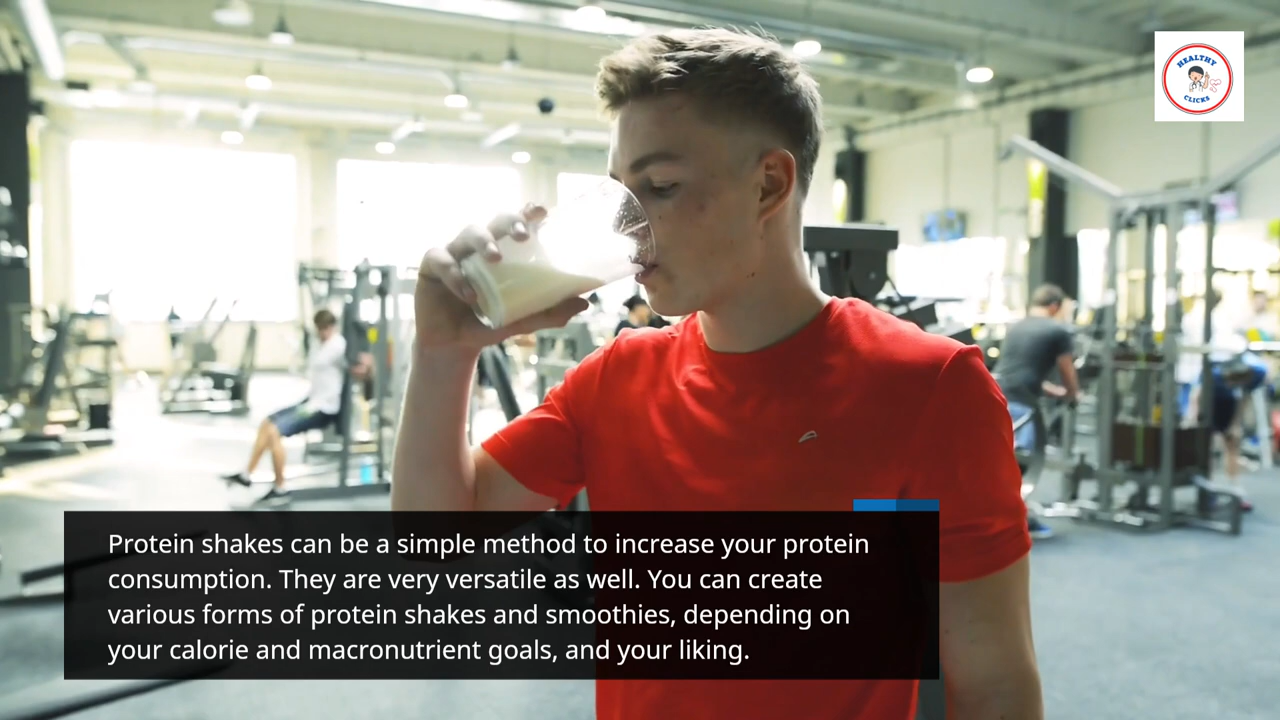 HEALTHY
CLICKS
Protein shakes can be a simple method to increase your protein
consumption. They are very versatile as well. You can create
various forms of protein shakes and smoothies, depending on
your calorie and macronutrient goals, and your liking.